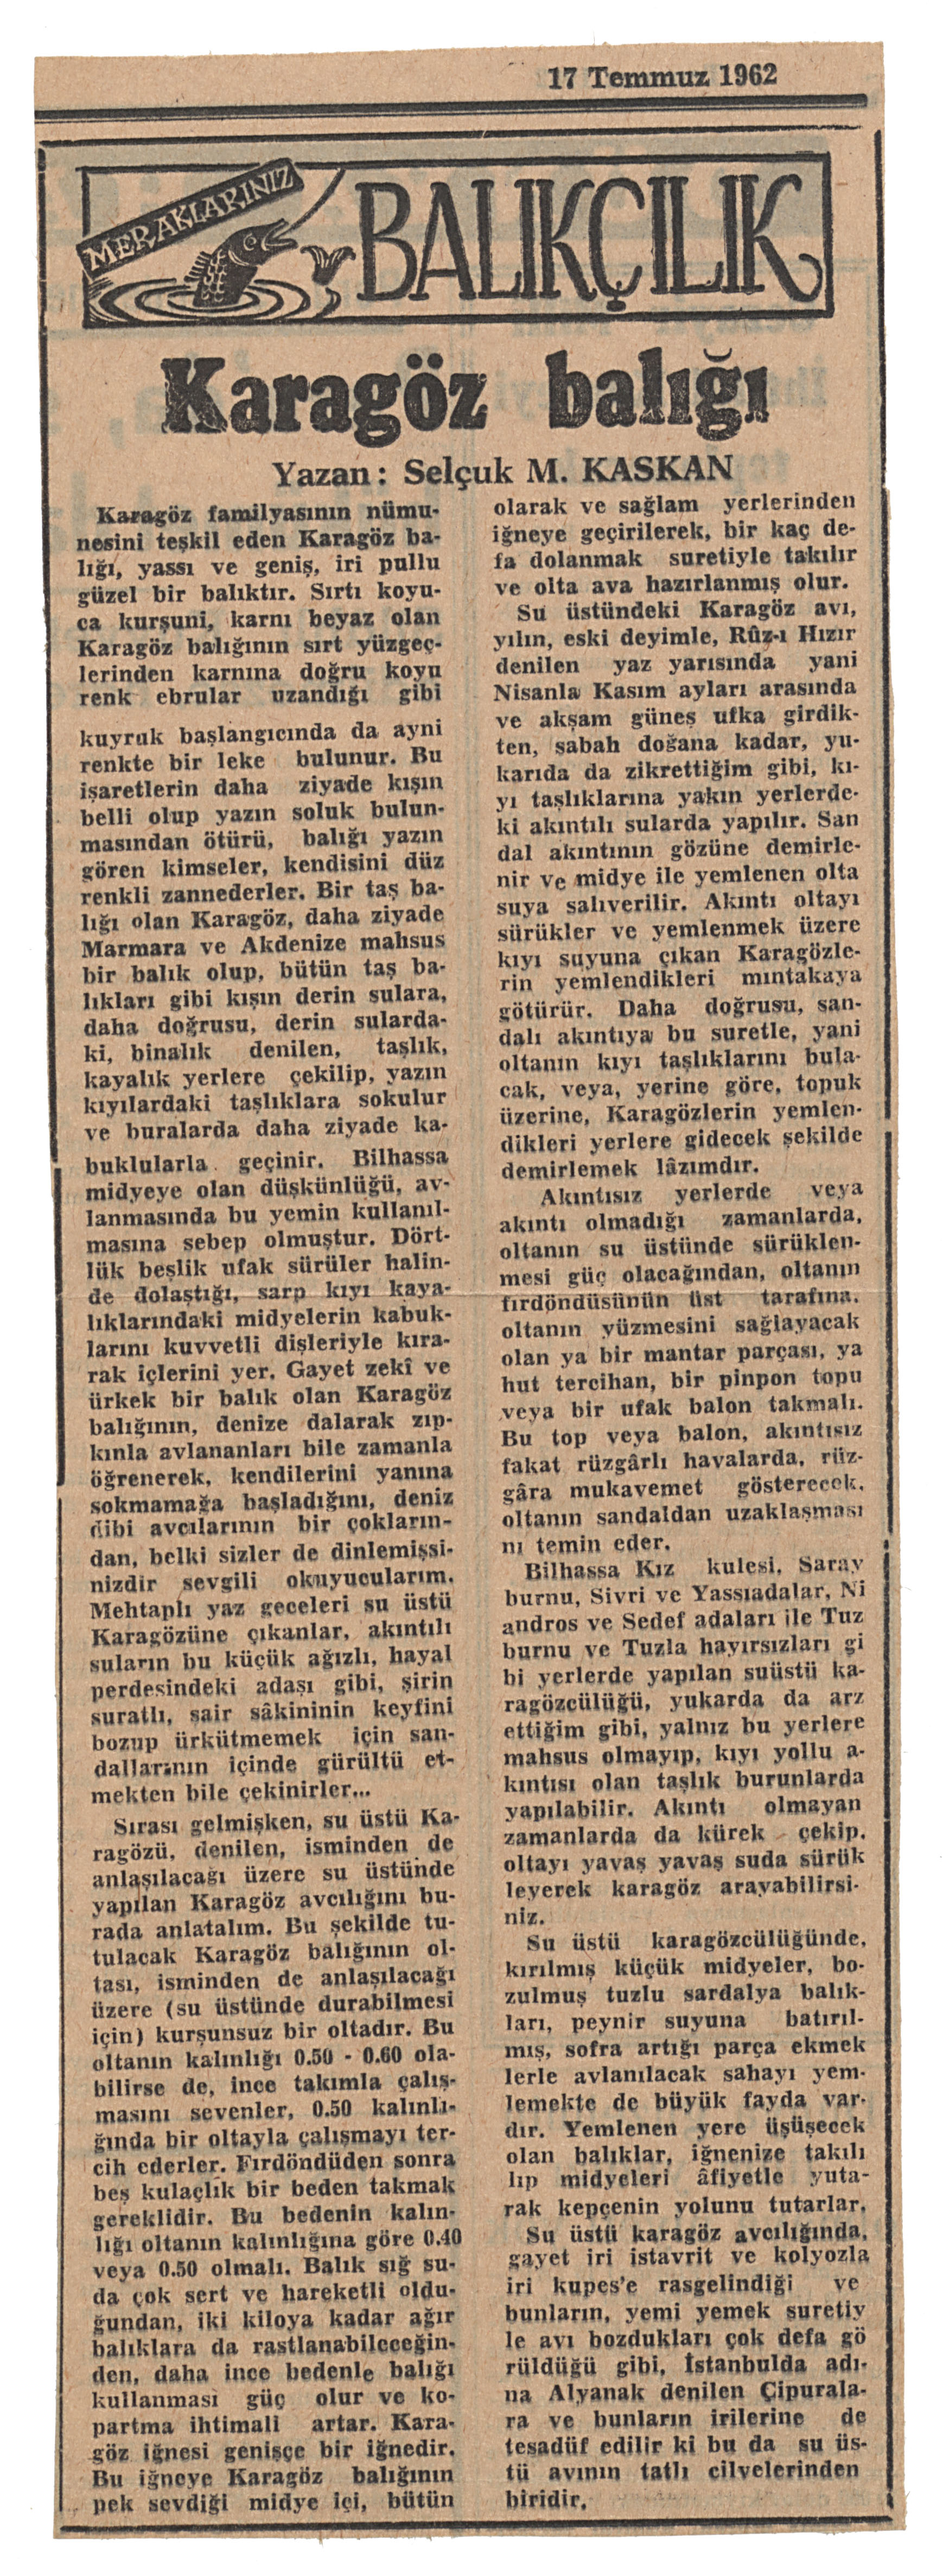 17 Temmuz 1962
MERAKLARINIZ
BALIKÇILIK
Karagöz balığı
Yazan: Selçuk M. KASKAN
Karagöz familyasının nümu-
nesini teşkil eden Karagöz ba-
lığı, yassı ve geniş, iri pullu
güzel bir balıktır. Sırtı koyu-
ca kurşuni, karnı beyaz olan
Karagöz balığının sırt yüzgeç-
lerinden karnına doğru koyu
renk ebrular uzandığı gibi
kuyruk başlangıcında da ayni
renkte bir leke bulunur. Bu
işaretlerin daha ziyade kışın
belli olup yazın soluk bulun-
masından ötürü, balığı yazın
gören kimseler, kendisini düz
renkli zannederler. Bir taş ba-
lığı olan Karagöz, daha ziyade
Marmara ve Akdenize mahsus
bir balık olup, bütün taş ba-
lıkları gibi kışın derin sulara,
daha doğrusu, derin sularda-
ki, binalık denilen, taşlık,
kayalık yerlere çekilip, yazın
kıyılardaki taşlıklara sokulur
ve buralarda daha ziyade ka-
buklularla geçinir. Bilhassa
midyeye olan düşkünlüğü, av-
lanmasında bu yemin kullanıl-
masına sebep olmuştur. Dört-
lük beşlik ufak sürüler halin-
de dolaştığı, sarp kıyı kaya-
lıklarındaki midyelerin kabuk-
larını kuvvetli dişleriyle kıra-
rak içlerini yer. Gayet zekî ve
ürkek bir balık olan Karagöz
balığının, denize dalarak zıp-
kınla avlananları bile zamanla
öğrenerek, kendilerini yanına
sokmamağa başladığını, deniz
dibi avcılarının bir çokların-
dan, belki sizler de dinlemişsi-
nizdir sevgili okuyucularım.
Mehtaplı yaz geceleri su üstü
Karagözüne çıkanlar, akıntılı
suların bu küçük ağızlı, hayal
perdesindeki adaşı gibi, şirin
suratlı, şair sâkininin keyfini
bozup ürkütmemek için san-
dallarının içinde gürültü et-
mekten bile çekinirler...
Sırası gelmişken, su üstü Ka-
ragözü, denilen, isminden de
anlaşılacağı üzere su üstünde
yapılan Karagöz avcılığını bu-
rada anlatalım. Bu şekilde tu-
tulacak Karagöz balığının ol-
tası, isminden de anlaşılacağı
üzere (su üstünde durabilmesi
için) kurşunsuz bir oltadır. Bu
oltanın kalınlığı 0.50 - 0.60 ola-
bilirse de, ince takımla çalış-
masını sevenler, 0.50 kalınlı-
ğında bir oltayla çalışmayı ter-
cih ederler. Fırdöndüden sonra
beş kulaçlık bir beden takmak
gereklidir. Bu bedenin kalın-
lığı oltanın kalınlığına göre 0.40
veya 0.50 olmalı. Balık sığ su-
da çok sert ve hareketli oldu-
ğundan, iki kiloya kadar ağır
balıklara da rastlanabileceğin-
den, daha ince bedenle balığı
kullanması güç olur ve ko-
partma ihtimali artar. Kara-
göz iğnesi genişçe bir iğnedir.
Bu iğneye Karagöz balığının
pek sevdiği midye içi, bütün
olarak ve sağlam yerlerinden
iğneye geçirilerek, bir kaç de-
fa dolanmak suretiyle takılır
ve olta ava hazırlanmış olur.
Su üstündeki Karagöz avı,
yılın, eski deyimle, Rûz-ı Hızır
denilen yaz yarısında yani
Nisanla Kasım ayları arasında
ve akşam güneş ufka girdik-
ten, sabah doğana kadar, yu-
karıda da zikrettiğim gibi, kı-
yı taşlıklarına yakın yerlerde-
ki akıntılı sularda yapılır. San
dal akıntının gözüne demirle-
nir ve midye ile yemlenen olta
suya salıverilir. Akıntı oltayı
sürükler ve yemlenmek üzere
kıyı suyuna çıkan Karagözle-
rin yemlendikleri mıntakaya
götürür. Daha doğrusu, san-
dalı akıntıya bu suretle, yani
oltanın kıyı taşlıklarını bula-
cak, veya, yerine göre, topuk
üzerine, Karagözlerin yemlen-
dikleri yerlere gidecek şekilde
demirlemek lâzımdır.
Akıntısız yerlerde veya
akıntı olmadığı zamanlarda,
oltanın su üstünde sürüklen-
mesi güç olacağından, oltanın
fırdöndüsünün üst tarafına,
oltanın yüzmesini sağlayacak
olan ya bir mantar parçası, ya
hut tercihan, bir pinpon topu
veya bir ufak balon takmalı.
Bu top veya balon, akıntısız
fakat rüzgârlı havalarda, rüz-
gâra mukavemet gösterecek,
oltanın sandaldan uzaklaşması
nı temin eder.
Bilhassa Kız kulesi, Saray
burnu, Sivri ve Yassıadalar, Ni
andros ve Sedef adaları ile Tuz
burnu ve Tuzla hayırsızları gi
bi yerlerde yapılan suüstü ka-
ragözcülüğü, yukarda da arz
ettiğim gibi, yalnız bu yerlere
mahsus olmayıp, kıyı yollu a-
kıntısı olan taşlık burunlarda
yapılabilir. Akıntı olmayan
zamanlarda da kürek çekip,
oltayı yavaş yavaş suda sürük
leyerek karagöz arayabilirsi-
niz.
Su üstü karagözcülüğünde,
kırılmış küçük midyeler, bo-
zulmuş tuzlu sardalya balık-
ları, peynir suyuna batırıl-
mış, sofra artığı parça ekmek
lerle avlanılacak sahayı yem-
lemekte de büyük fayda var-
dır. Yemlenen yere üşüşecek
olan balıklar, iğnenize takılı
lıp midyeleri âfiyetle yuta-
rak kepçenin yolunu tutarlar.
Su üstü karagöz avcılığında,
gayet iri istavrit ve kolyozla
iri kupes'e rasgelindiği ve
bunların, yemi yemek suretiy
le avı bozdukları çok defa gö
rüldüğü gibi, İstanbulda adı-
na Alyanak denilen Çipurala-
ra ve bunların irilerine de
tesadüf edilir ki bu da su üs-
tü avının tatlı cilvelerinden
biridir.